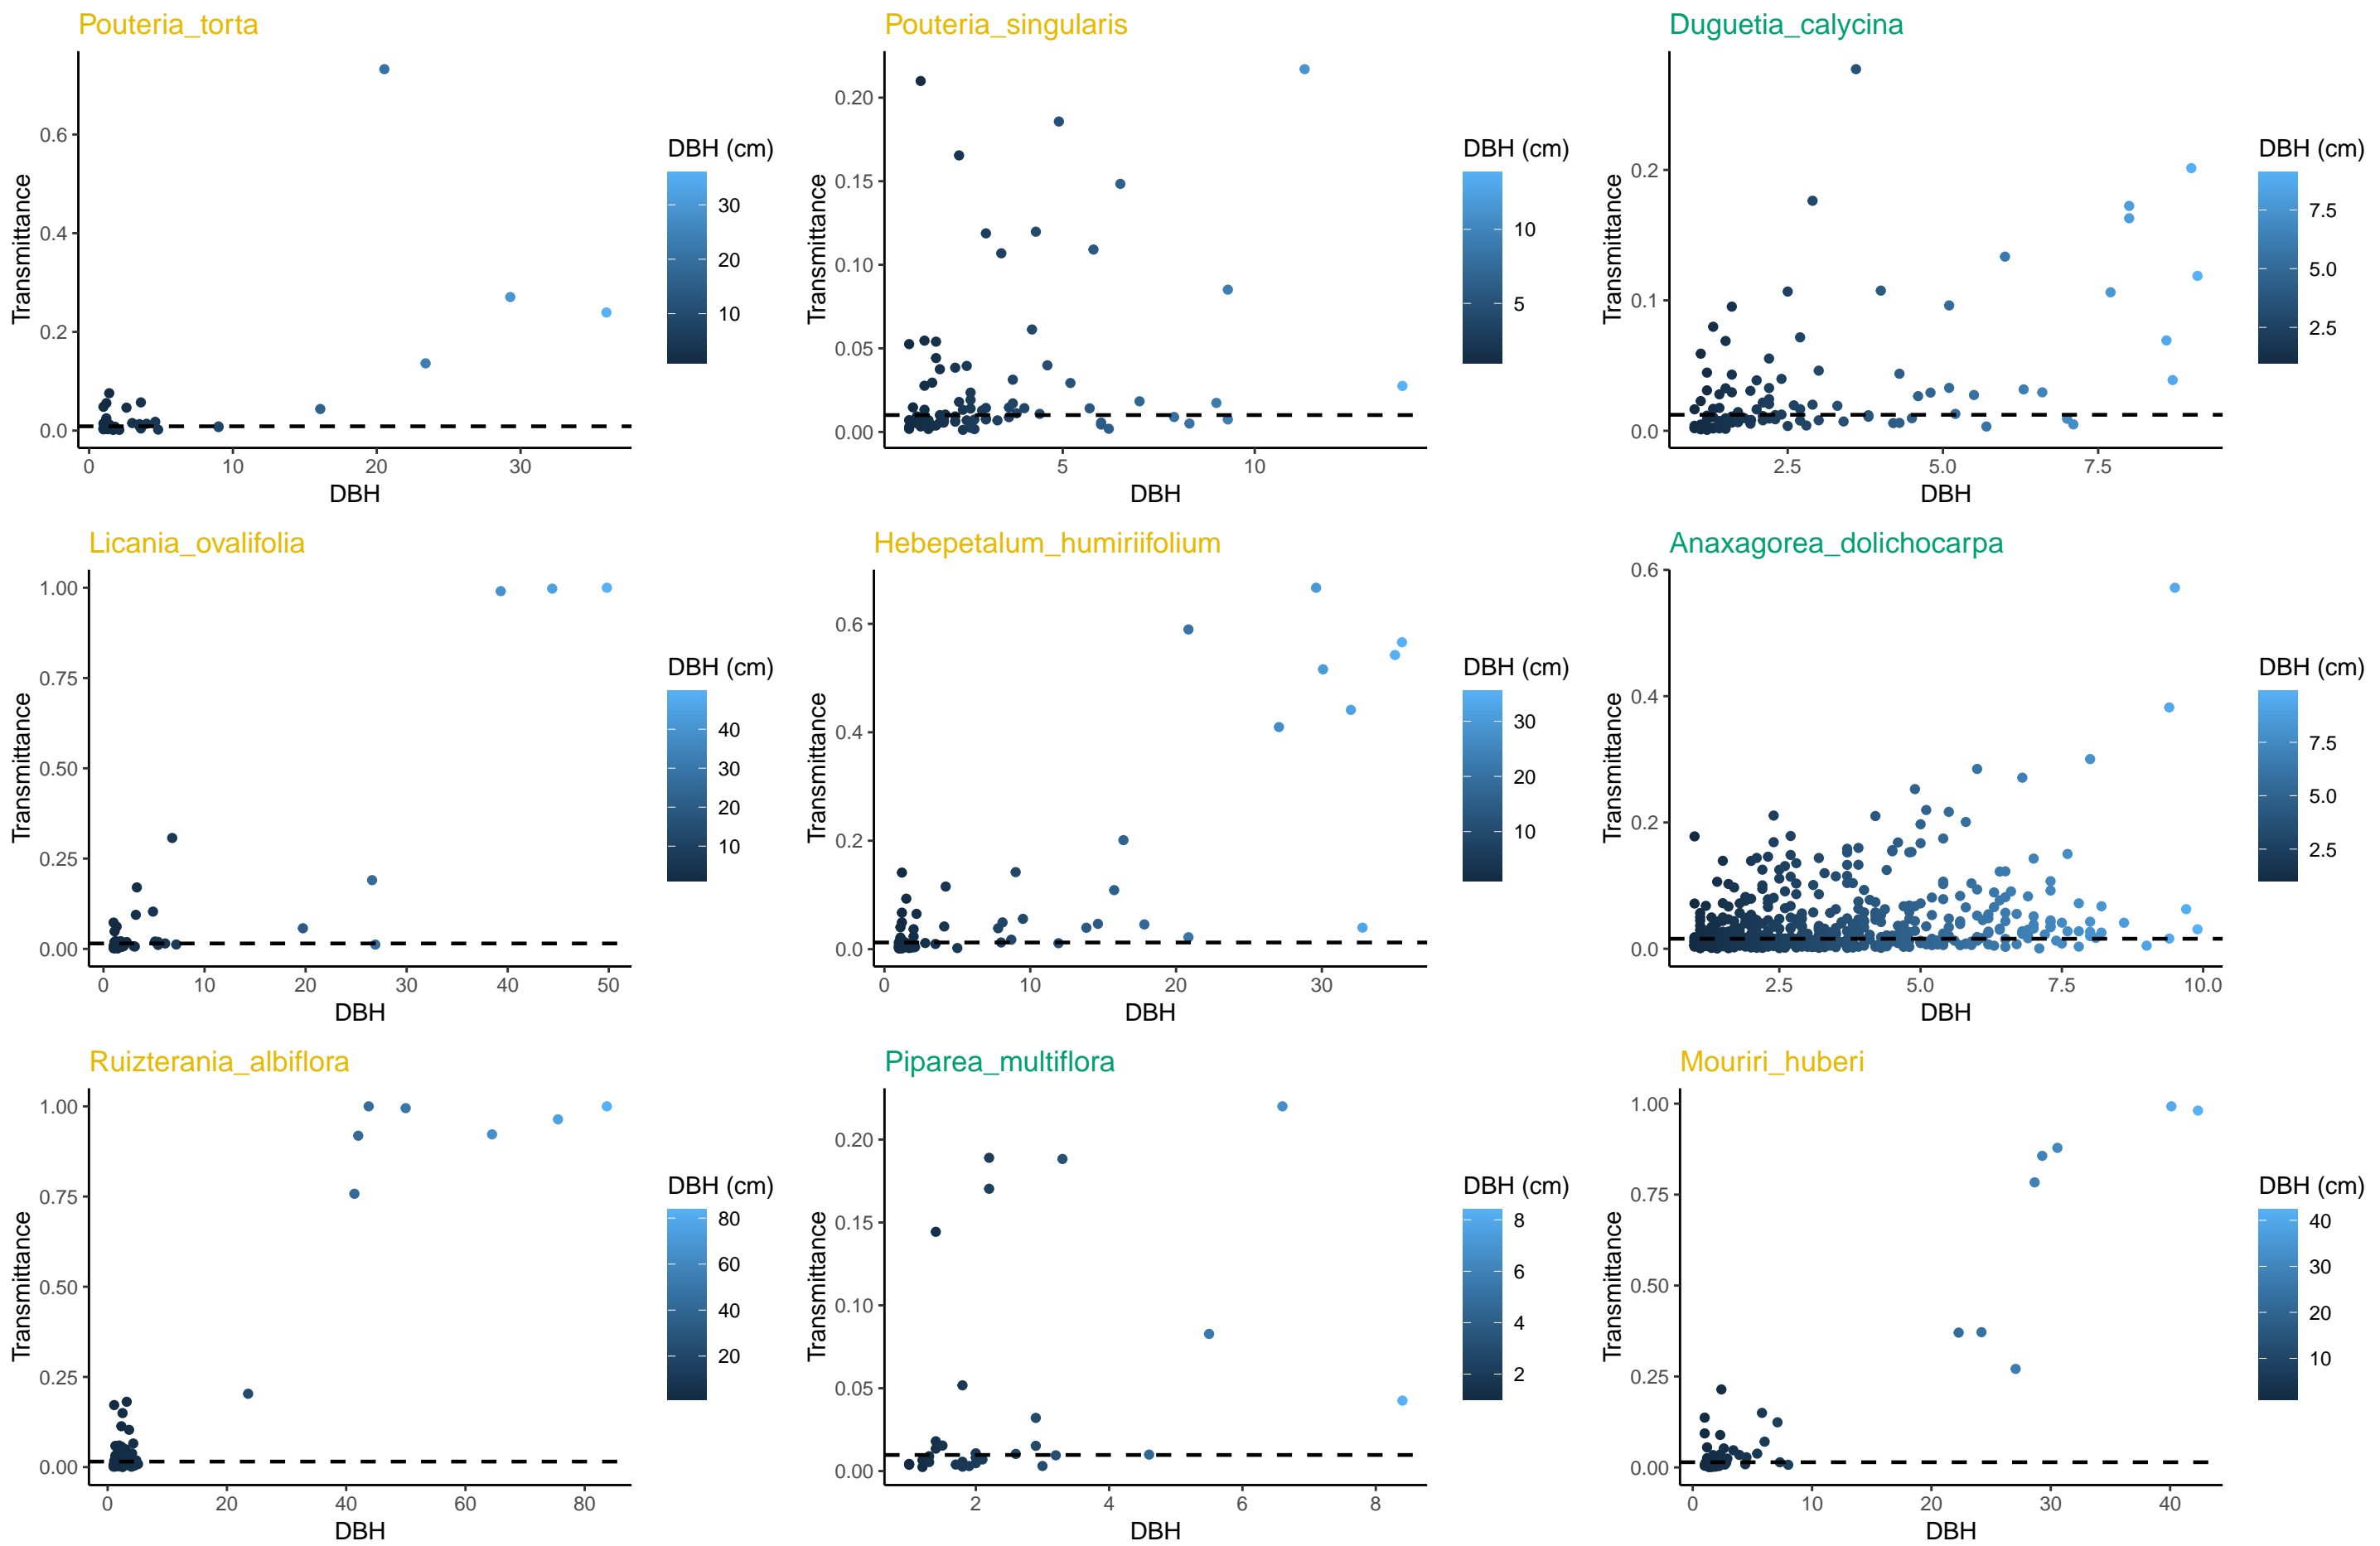 Pouteria_torta
Transmittance
0.6
0.4
0.2
0.0
0 10 20 30
DBH
DBH (cm)
30
20
10
Pouteria_singularis
Transmittance
0.20
0.15
0.10
0.05
0.00
5 10
DBH
DBH (cm)
10
5
Duguetia_calycina
Transmittance
0.2
0.1
0.0
2.5 5.0 7.5
DBH
DBH (cm)
7.5
5.0
2.5
Licania_ovalifolia
Transmittance
1.00
0.75
0.50
0.25
0.00
0 10 20 30 40 50
DBH
DBH (cm)
40
30
20
10
Hebepetalum_humiriifolium
Transmittance
0.6
0.4
0.2
0.0
0 10 20 30
DBH
DBH (cm)
30
20
10
Anaxagorea_dolichocarpa
Transmittance
0.6
0.4
0.2
0.0
2.5 5.0 7.5 10.0
DBH
DBH (cm)
7.5
5.0
2.5
Ruizterania_albiflora
Transmittance
1.00
0.75
0.50
0.25
0.00
0 20 40 60 80
DBH
DBH (cm)
80
60
40
20
Piparea_multiflora
Transmittance
0.20
0.15
0.10
0.05
0.00
2 4 6 8
DBH
DBH (cm)
8
6
4
2
Mouriri_huberi
Transmittance
1.00
0.75
0.50
0.25
0.00
0 10 20 30 40
DBH
DBH (cm)
40
30
20
10